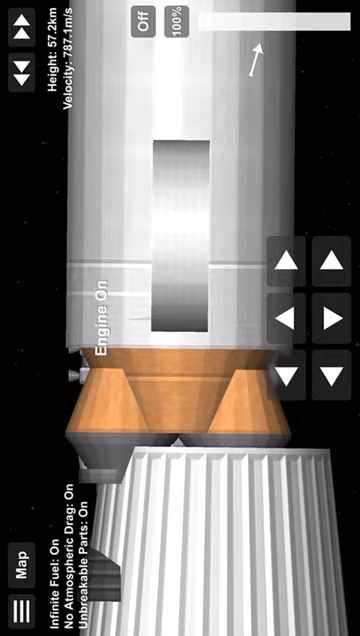 Map
Infinite Fuel: On
No Atmospheric Drag: On
Unbreakable Parts: On
Engine On
Height: 57.2km
Velocity: 787.1m/s
Off
100%